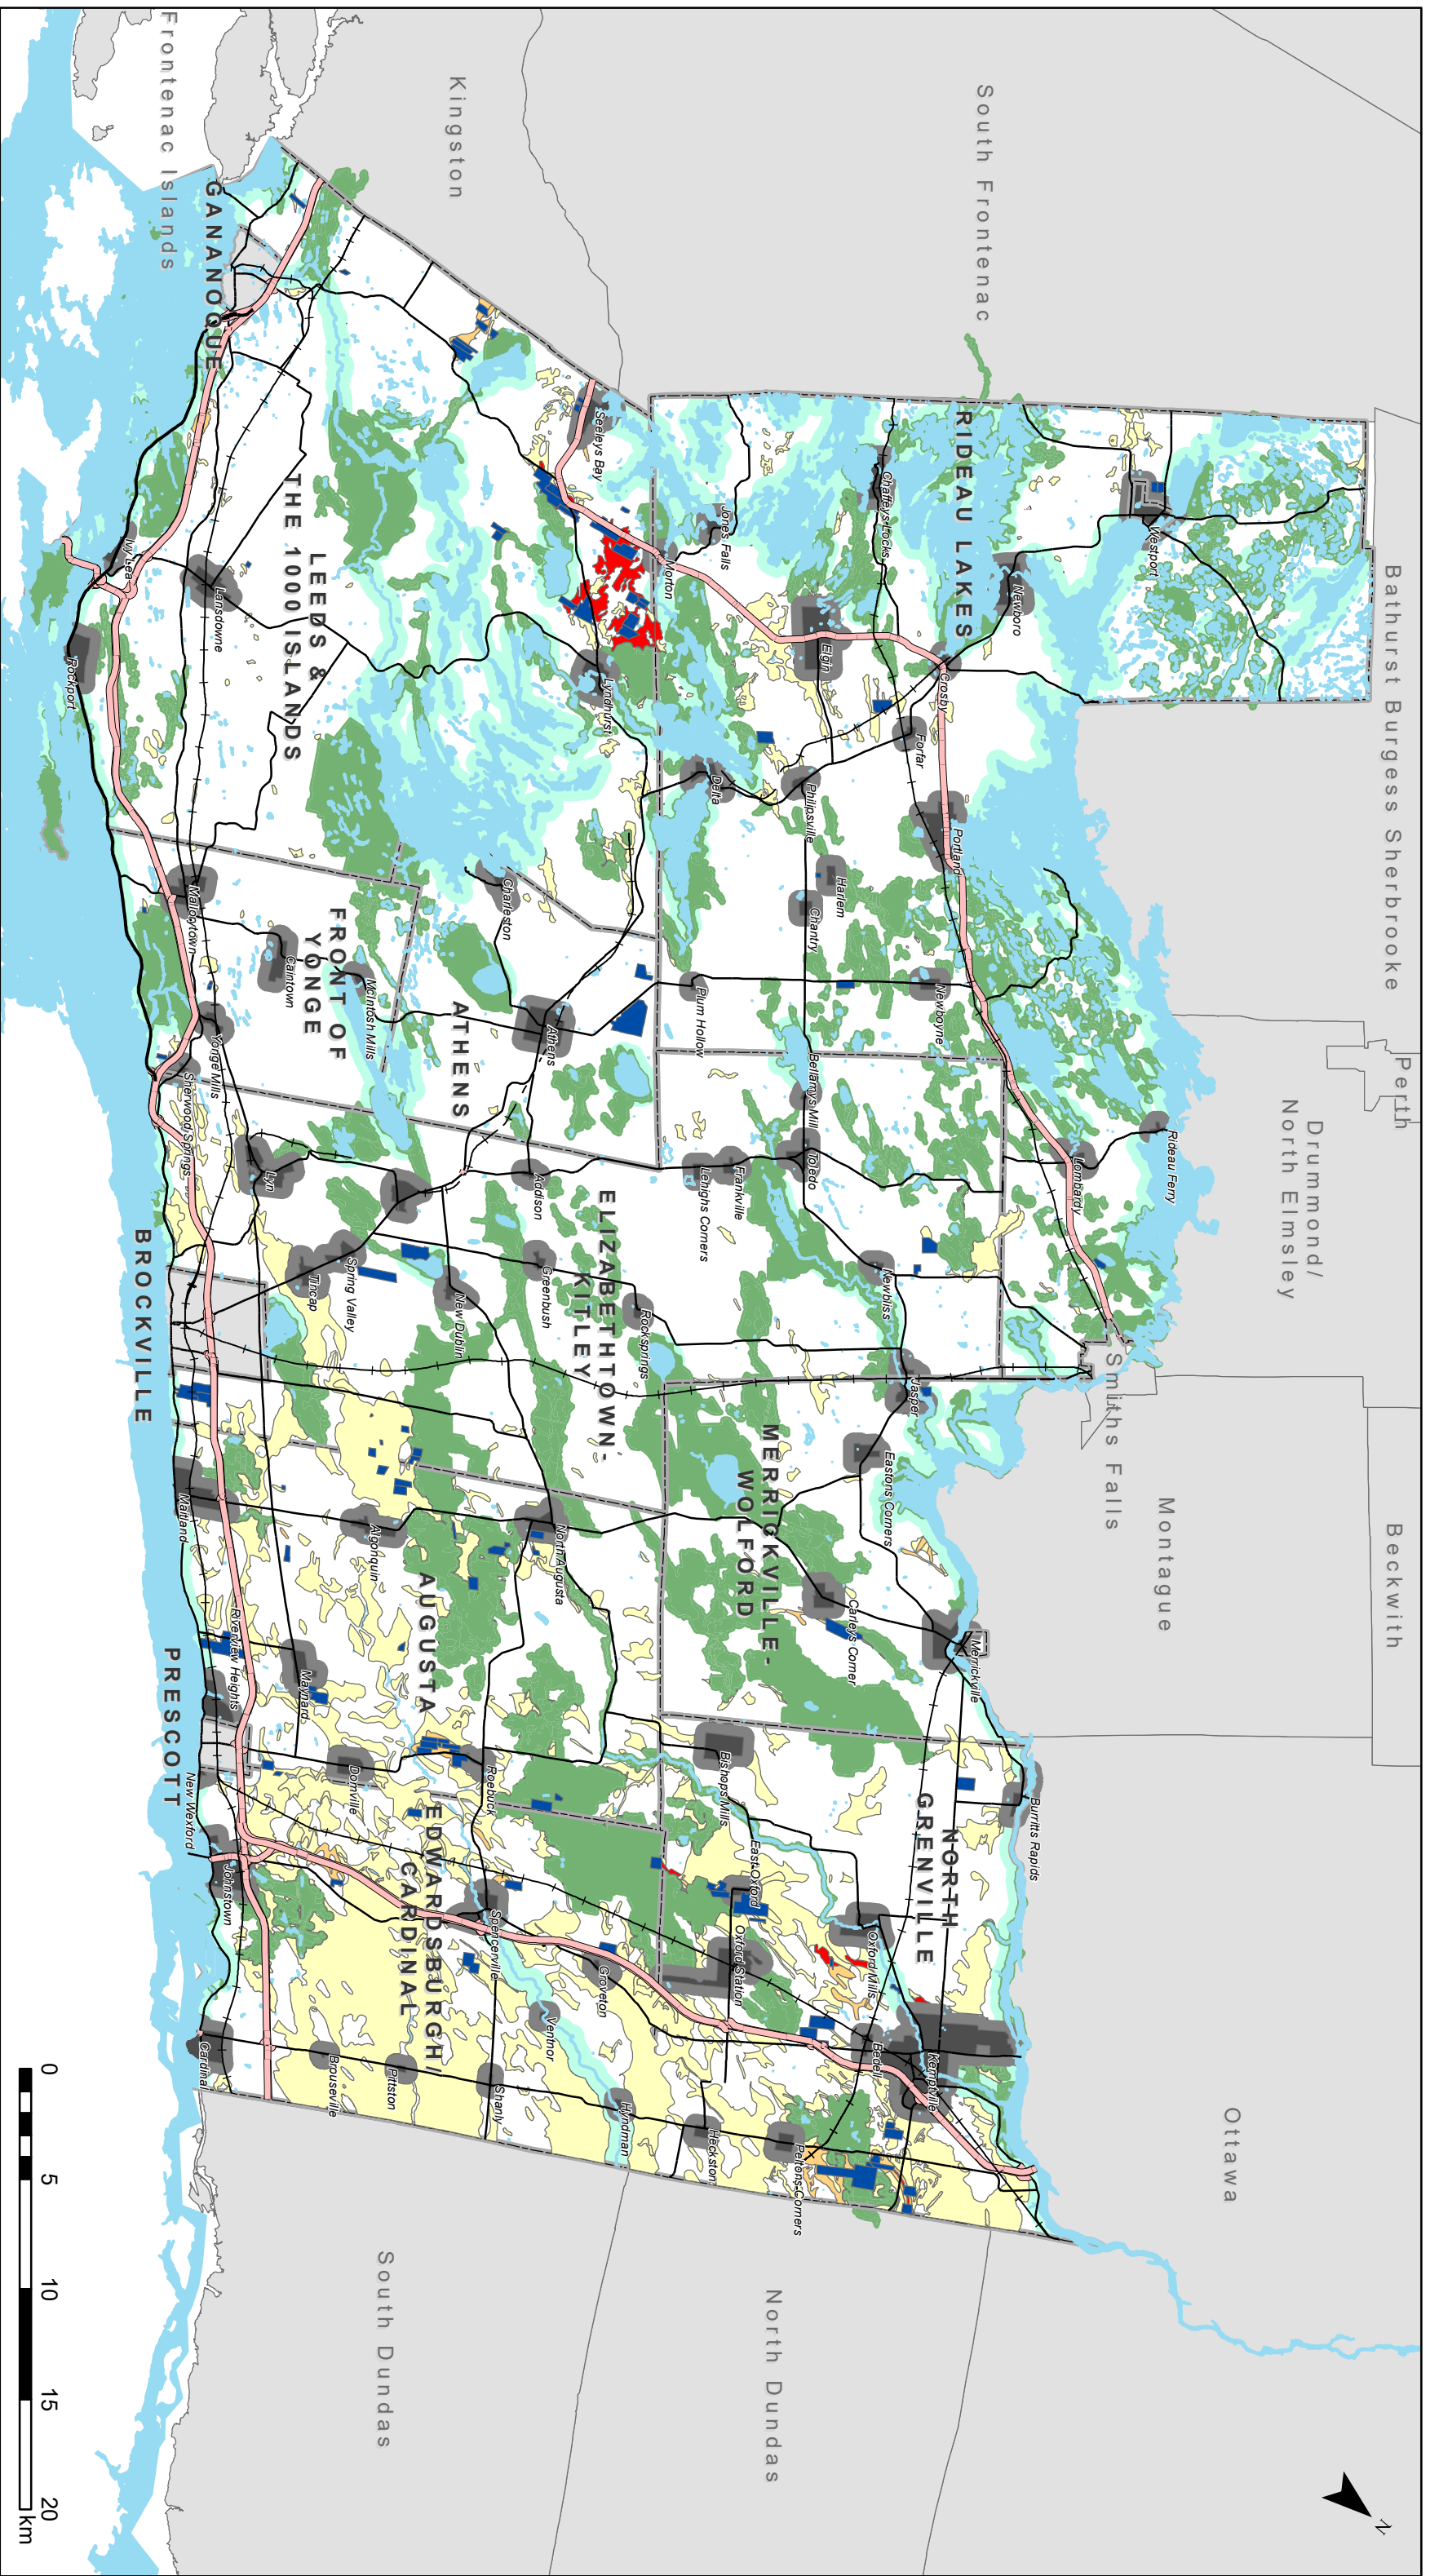 Bathurst Burgess Sherbrooke
Perth
Drummond/
North Elmsley
Beckwith
Montague
Smiths Falls
Ottawa
South Frontenac
Kingston
Frontenac Islands
North Dundas
South Dundas
RIDEAU LAKES
Westport
Newboro
Crosby
Chaffeys Locks
Elgin
Forfar
Jones Falls
Morton
Philipsville
Delta
Portland
Harlem
Chantry
Newboyne
Plum Hollow
Rideau Ferry
Lombardy
Seeleys Bay
Lyndhurst
LEEDS &
THE 1000 ISLANDS
GANANOQUE
Lansdowne
Ivy Lea
Rockport
FRONT OF
YONGE
Mallorytown
Caintown
McIntosh Mills
Yonge Mills
Sherwood Springs
ATHENS
Charleston
Athens
ELIZABETHTOWN-
KITLEY
Bellamys Mill
Toledo
Frankville
Lehighs Corners
Addison
Newbliss
Jasper
Greenbush
Rocksprings
New Dublin
Spring Valley
Tincap
Lyn
BROCKVILLE
MERRICKVILLE-
WOLFORD
Eastons Corners
Carleys Corner
Merrickville
AUGUSTA
North Augusta
Algonquin
Maitland
Riverview Heights
Maynard
Domville
Roebuck
PRESCOTT
New Wexford
EDWARDSBURGH/
CARDINAL
Johnstown
Spencerville
Groveton
Ventnor
Cardinal
Brouseville
Pittston
Shanly
Hyndman
NORTH
GRENVILLE
Burritts Rapids
Bishops Mills
East Oxford
Oxford Station
Oxford Mills
Bedell
Kemptville
Heckston
Peltons Corners
N
0 5 10 15 20
km